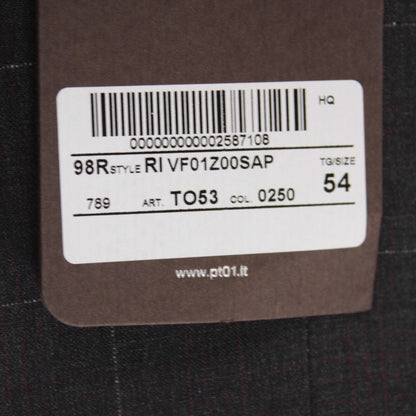 HQ
000000000002587108
98R STYLE RI VF01Z00SAP
TG/SIZE
54
789 ART. TO53 COL. 0250
www.pt01.it